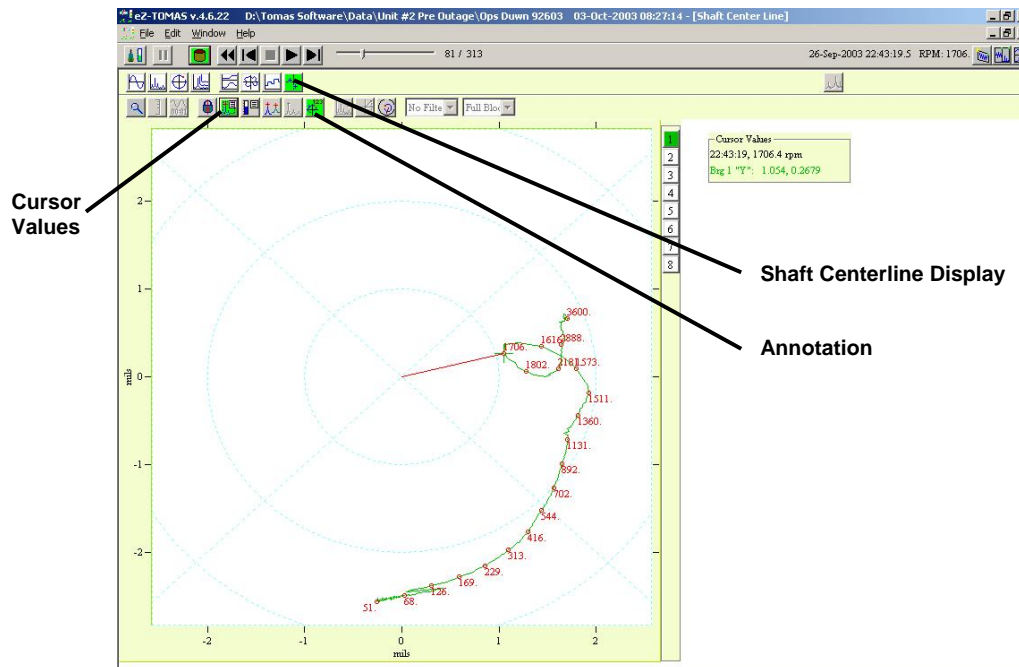 eZ-TOMAS v.4.6.22 D:\Tomas Software\Data\Unit #2 Pre Outage\Ops Duwn 92603 03-Oct-2003 08:27:14 - [Shaft Center Line]
File Edit Window Help
81 / 313
26-Sep-2003 22:43:19.5 RPM: 1706.
No Filte
Full Bloc
Cursor Values
22:43:19, 1706.4 rpm
Brg 1 "Y": 1.054, 0.2679
1
2
3
4
5
6
7
8
Cursor
Values
Shaft Centerline Display
Annotation
2
1
0
-1
-2
mils
3600.
1706.
1616.
1888.
1802.
2181.
1573.
1511.
1360.
1131.
892.
702.
544.
416.
313.
229.
169.
126.
68.
51.
-2
-1
0
1
2
mils